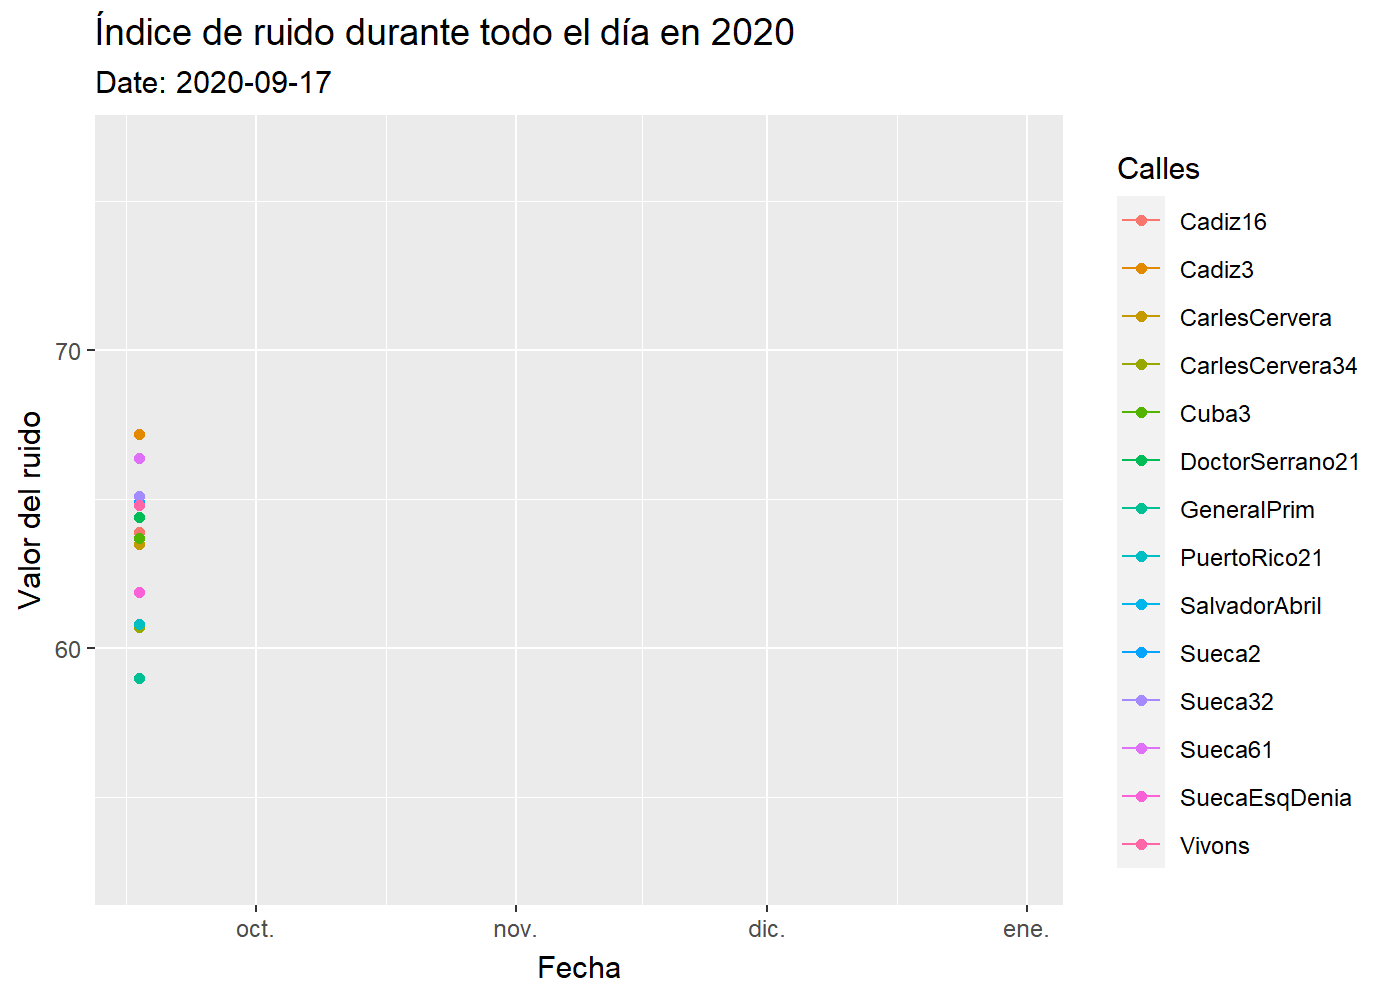 Índice de ruido durante todo el día en 2020
Date: 2020-09-17
Valor del ruido
70
60
oct.
nov.
dic.
ene.
Fecha
Calles
Cadiz16
Cadiz3
CarlesCervera
CarlesCervera34
Cuba3
DoctorSerrano21
GeneralPrim
PuertoRico21
SalvadorAbril
Sueca2
Sueca32
Sueca61
SuecaEsqDenia
Vivons